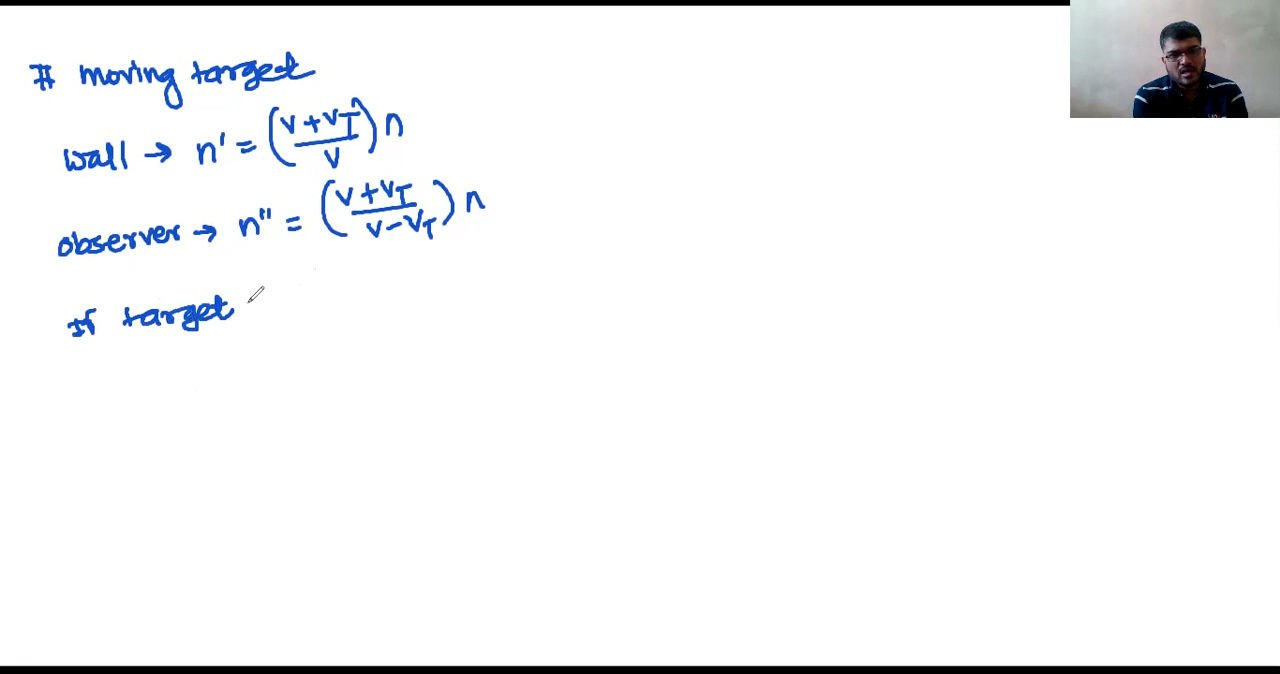 # moving target
wall → n' = (v+v_T / v) n
observer → n'' = (v+v_T / v-v_T) n
If target